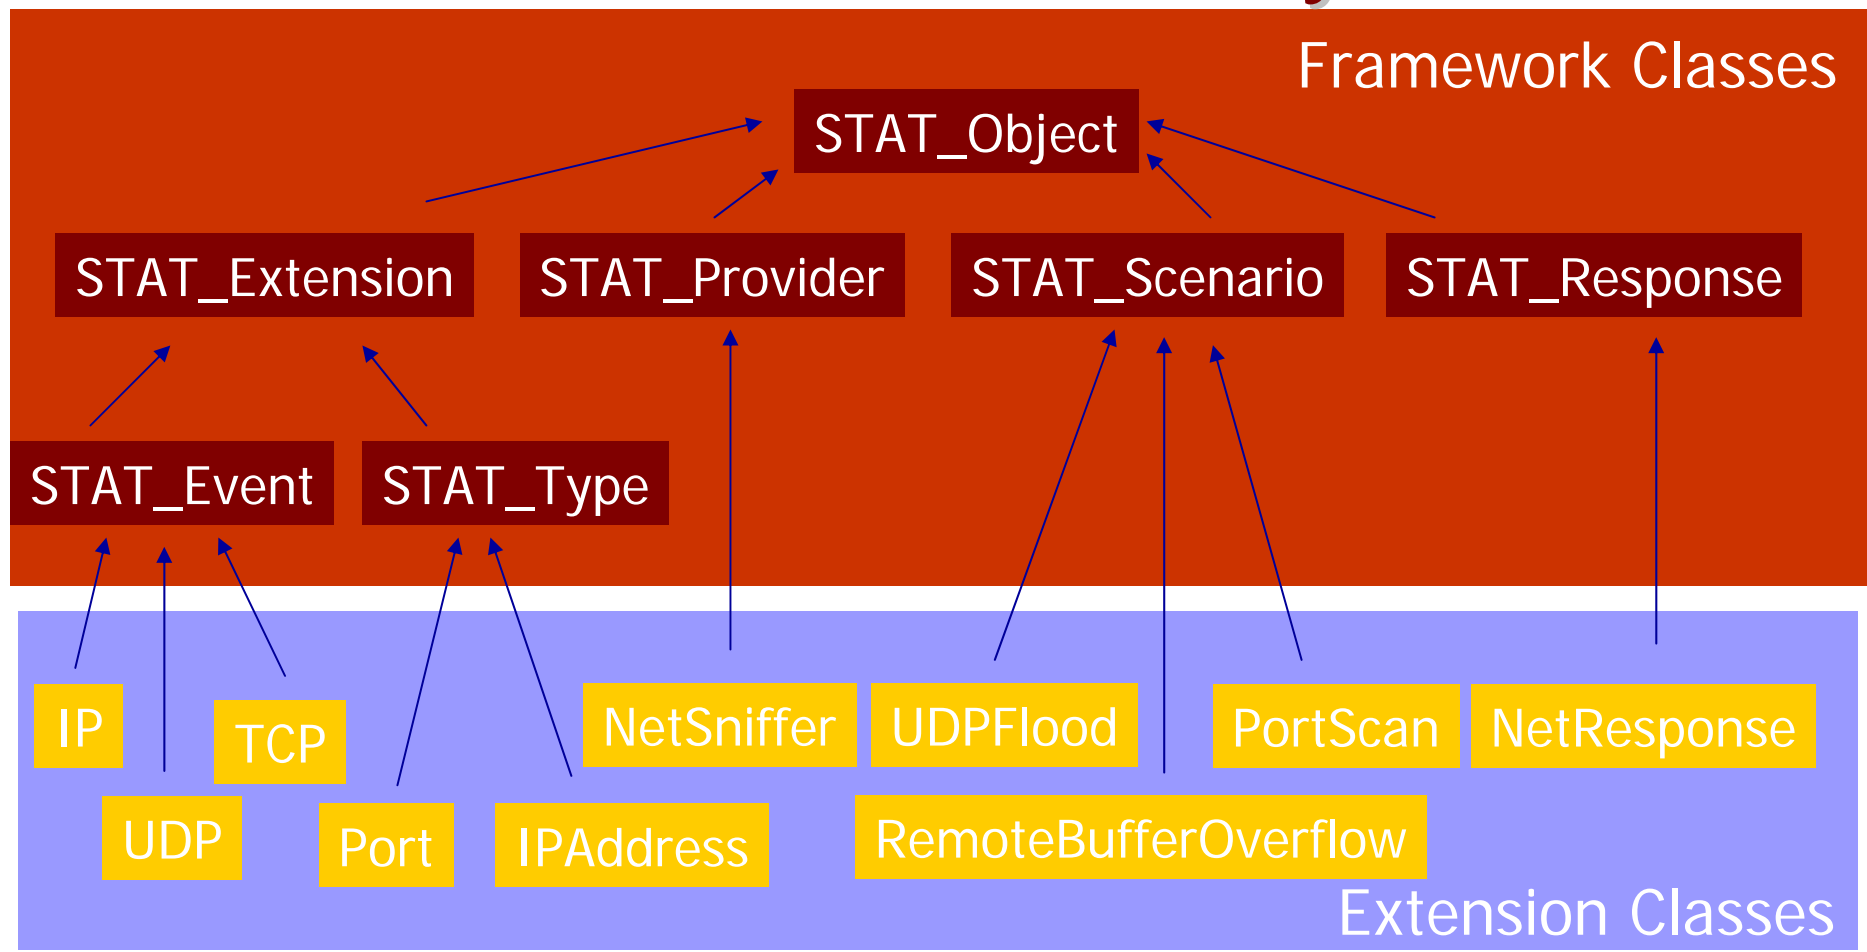 Framework Classes
STAT_Object
STAT_Extension
STAT_Provider
STAT_Scenario
STAT_Response
STAT_Event
STAT_Type
IP
TCP
NetSniffer
UDPFlood
PortScan
NetResponse
UDP
Port
IPAddress
RemoteBufferOverflow
Extension Classes